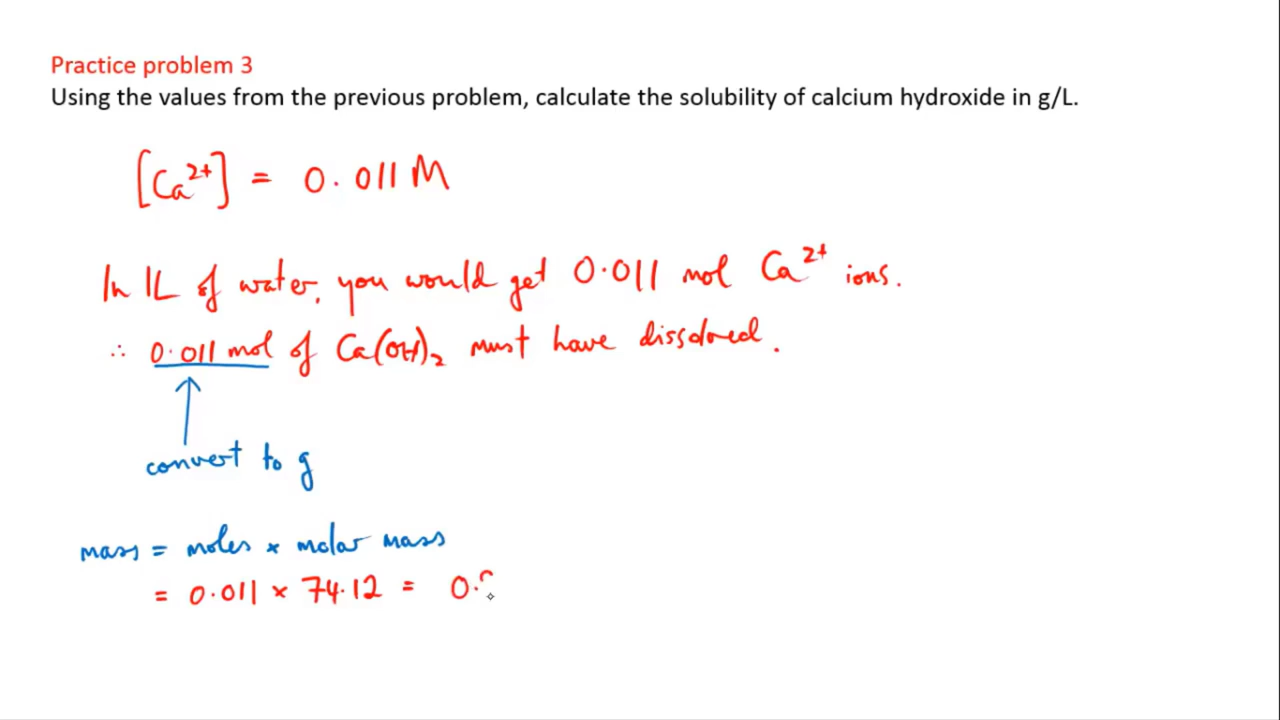 Practice problem 3
Using the values from the previous problem, calculate the solubility of calcium hydroxide in g/L.
[Ca²⁺] = 0.011 M
In 1L of water, you would get 0.011 mol Ca²⁺ ions.
∴ 0.011 mol of Ca(OH)₂ must have dissolved.
convert to g
mass = moles × molar mass
= 0.011 × 74.12 = 0.